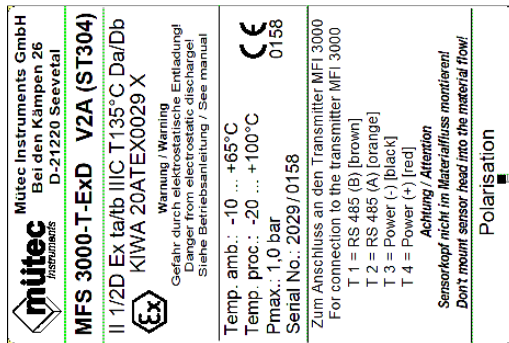 mütec
Instruments
Mütec Instruments GmbH
Bei den Kämpen 26
D-21220 Seevetal
MFS 3000-T-ExD V2A (ST304)
II 1/2D Ex ta/tb IIIC T135°C Da/Db
KIWA 20ATEX0029 X
Ex
Warnung / Warning
Gefahr durch elektrostatische Entladung!
Danger from electrostatic discharge!
Siehe Betriebsanleitung / See manual
Temp. amb.: -10 ... +65°C
Temp. proc.: -20 ... +100°C
Pmax.: 1,0 bar
Serial No.: 2029/0158
CE
0158
Zum Anschluss an den Transmitter MFI 3000
For connection to the transmitter MFI 3000
T 1 = RS 485 (B) [brown]
T 2 = RS 485 (A) [orange]
T 3 = Power (-) [black]
T 4 = Power (+) [red]
Achtung / Attention
Sensorkopf nicht im Materialfluss montieren!
Don't mount sensor head into the material flow!
Polarisation